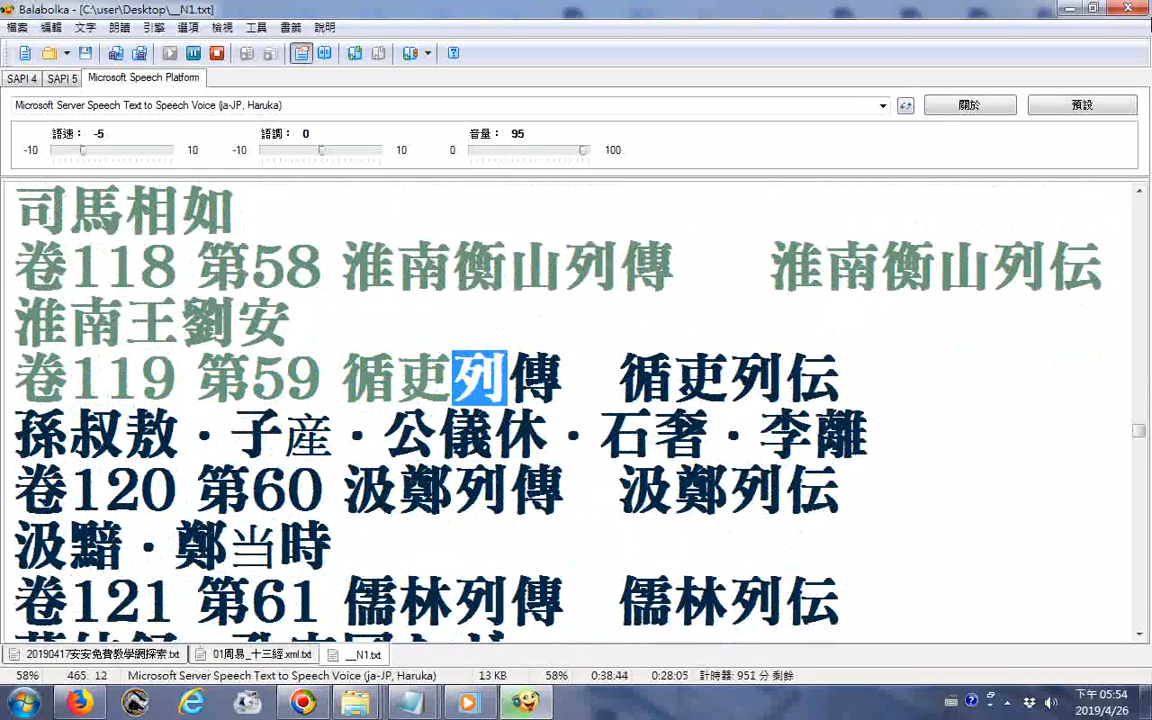 Balabolka - [C:\user\Desktop\__N1.txt]
檔案 編輯 文字 朗讀 引擎 選項 檢視 工具 書籤 說明
SAPI 4 SAPI 5 Microsoft Speech Platform
Microsoft Server Speech Text to Speech Voice (ja-JP, Haruka) 關於 預設
語速： -5 語調： 0 音量： 95
-10 10 -10 10 0 100
司馬相如
卷118 第58 淮南衡山列傳 淮南衡山列伝
淮南王劉安
卷119 第59 循吏列傳 循吏列伝
孫叔敖・子産・公儀休・石奢・李離
卷120 第60 汲鄭列傳 汲鄭列伝
汲黯・鄭当時
卷121 第61 儒林列傳 儒林列伝
20190417安安免費教學網探索.txt 01周易_十三經.xml.txt __N1.txt
58% 465. 12 Microsoft Server Speech Text to Speech Voice (ja-JP, Haruka) 13 KB 58% 0:38:44 0:28:05 計時器: 951 分 剩餘
下午 05:54
2019/4/26